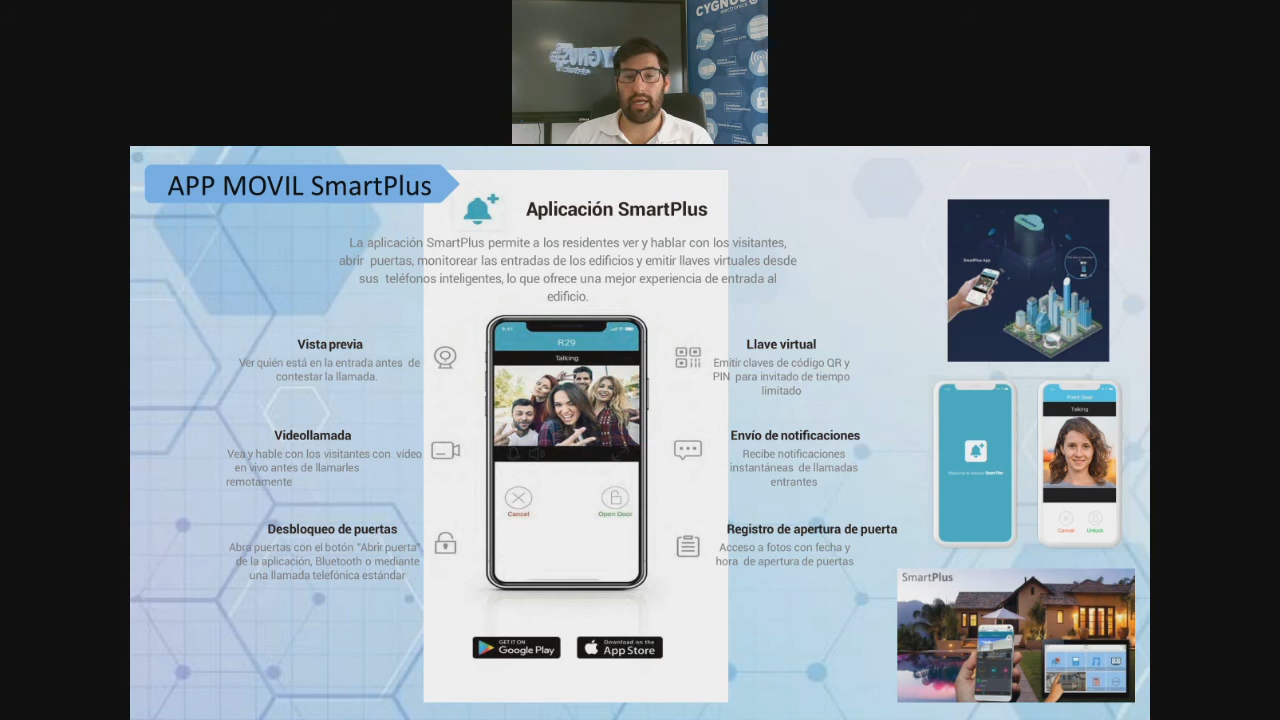 CYGNUS
electronics
APP MOVIL SmartPlus
Aplicación SmartPlus
La aplicación SmartPlus permite a los residentes ver y hablar con los visitantes,
abrir puertas, monitorear las entradas de los edificios y emitir llaves virtuales desde
sus teléfonos inteligentes, lo que ofrece una mejor experiencia de entrada al
edificio.
Vista previa
Ver quién está en la entrada antes de
contestar la llamada.
Videollamada
Vea y hable con los visitantes con video
en vivo antes de llamarles
remotamente
Desbloqueo de puertas
Abra puertas con el botón "Abrir puerta"
de la aplicación, Bluetooth o mediante
una llamada telefónica estándar
R29
Talking
Cancel
Open Door
GET IT ON
Google Play
Download on the
App Store
Llave virtual
Emitir claves de código QR y
PIN para invitado de tiempo
limitado
Envío de notificaciones
Recibe notificaciones
instantáneas de llamadas
entrantes
Registro de apertura de puerta
Acceso a fotos con fecha y
hora de apertura de puertas
SmartPlus App
Front Door
Talking
Cancel
Unlock
SmartPlus